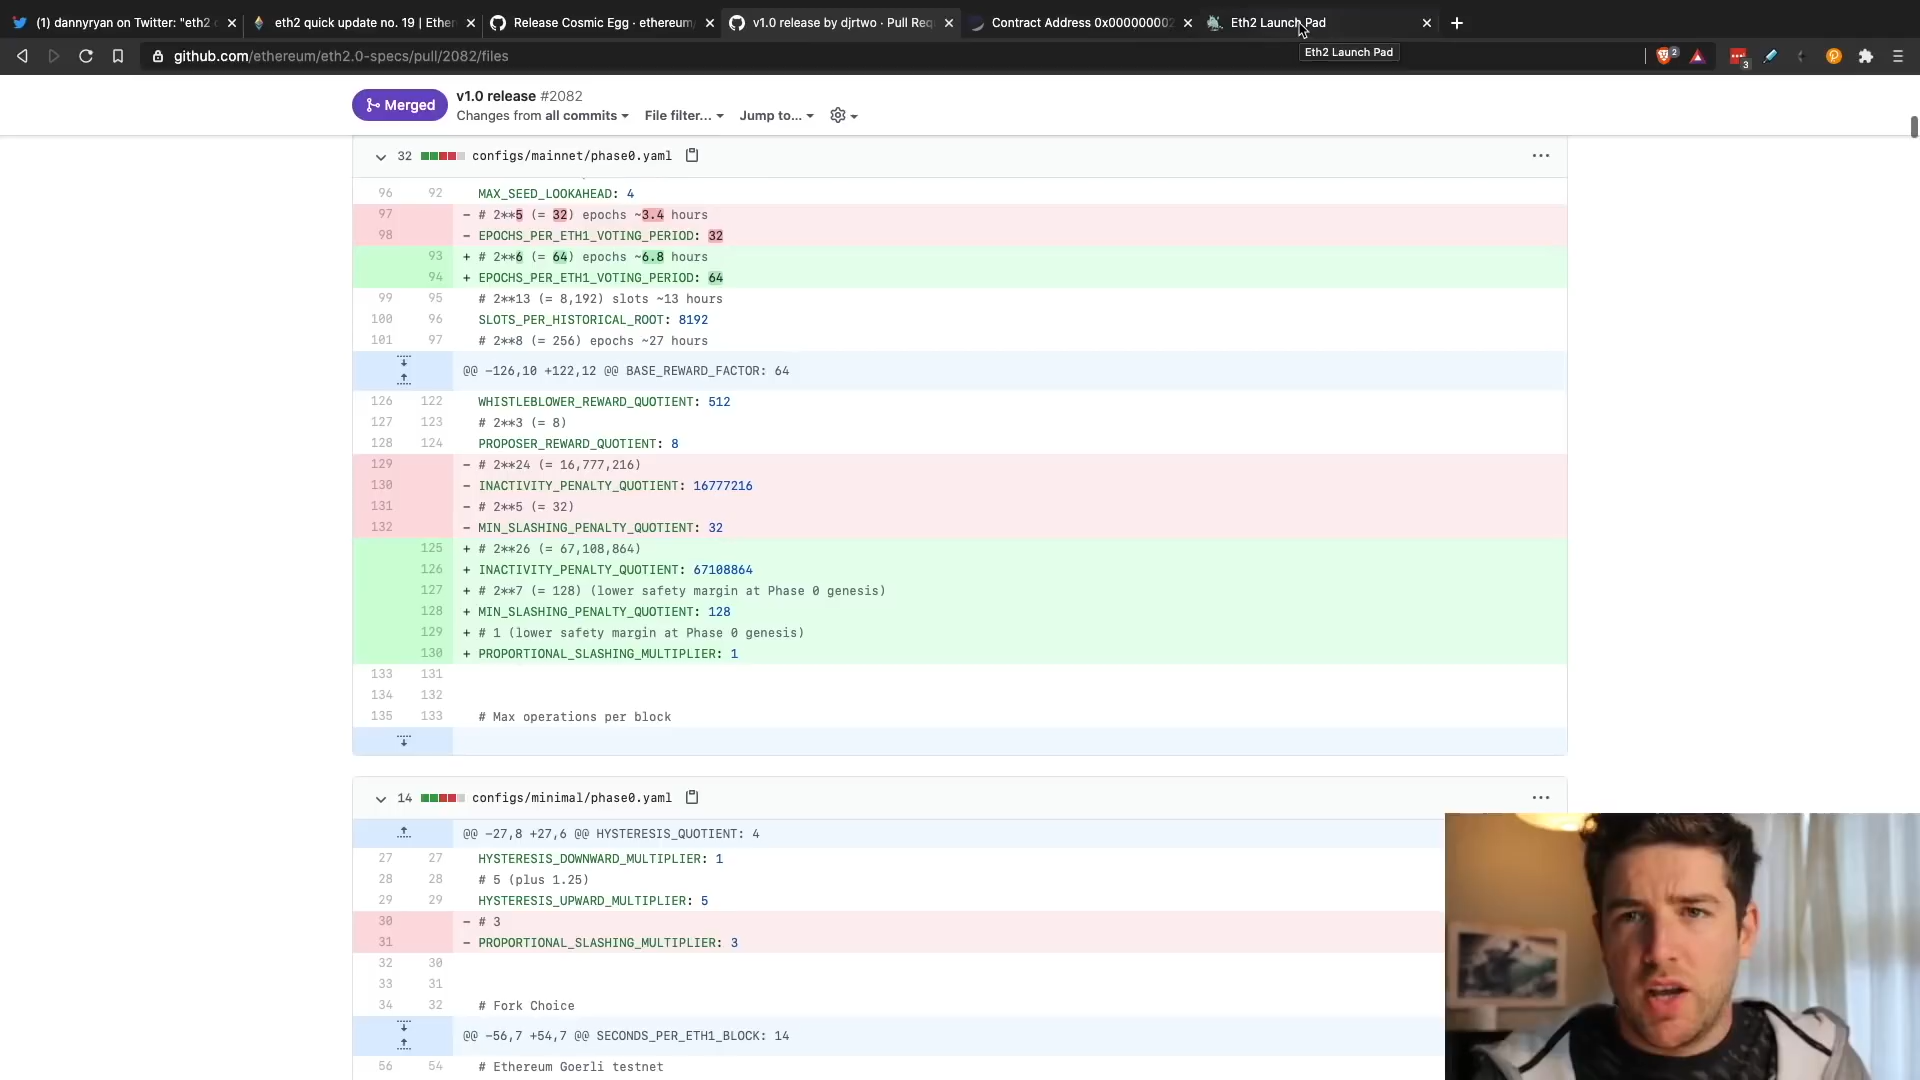 (1) dannyryan on Twitter: "eth2
eth2 quick update no. 19 | Ether
Release Cosmic Egg · ethereum
v1.0 release by djrtwo · Pull Req
Contract Address 0x000000002
Eth2 Launch Pad
github.com/ethereum/eth2.0-specs/pull/2082/files
Eth2 Launch Pad
2
3
Merged
v1.0 release #2082
Changes from all commits
File filter...
Jump to...
32 configs/mainnet/phase0.yaml
96 92 MAX_SEED_LOOKAHEAD: 4
97 - # 2**5 (= 32) epochs ~3.4 hours
98 - EPOCHS_PER_ETH1_VOTING_PERIOD: 32
93 + # 2**6 (= 64) epochs ~6.8 hours
94 + EPOCHS_PER_ETH1_VOTING_PERIOD: 64
99 95 # 2**13 (= 8,192) slots ~13 hours
100 96 SLOTS_PER_HISTORICAL_ROOT: 8192
101 97 # 2**8 (= 256) epochs ~27 hours
@@ -126,10 +122,12 @@ BASE_REWARD_FACTOR: 64
126 122 WHISTLEBLOWER_REWARD_QUOTIENT: 512
127 123 # 2**3 (= 8)
128 124 PROPOSER_REWARD_QUOTIENT: 8
129 - # 2**24 (= 16,777,216)
130 - INACTIVITY_PENALTY_QUOTIENT: 16777216
131 - # 2**5 (= 32)
132 - MIN_SLASHING_PENALTY_QUOTIENT: 32
125 + # 2**26 (= 67,108,864)
126 + INACTIVITY_PENALTY_QUOTIENT: 67108864
127 + # 2**7 (= 128) (lower safety margin at Phase 0 genesis)
128 + MIN_SLASHING_PENALTY_QUOTIENT: 128
129 + # 1 (lower safety margin at Phase 0 genesis)
130 + PROPORTIONAL_SLASHING_MULTIPLIER: 1
133 131
134 132
135 133 # Max operations per block
14 configs/minimal/phase0.yaml
@@ -27,8 +27,6 @@ HYSTERESIS_QUOTIENT: 4
27 27 HYSTERESIS_DOWNWARD_MULTIPLIER: 1
28 28 # 5 (plus 1.25)
29 29 HYSTERESIS_UPWARD_MULTIPLIER: 5
30 - # 3
31 - PROPORTIONAL_SLASHING_MULTIPLIER: 3
32 30
33 31
34 32 # Fork Choice
@@ -56,7 +54,7 @@ SECONDS_PER_ETH1_BLOCK: 14
56 54 # Ethereum Goerli testnet